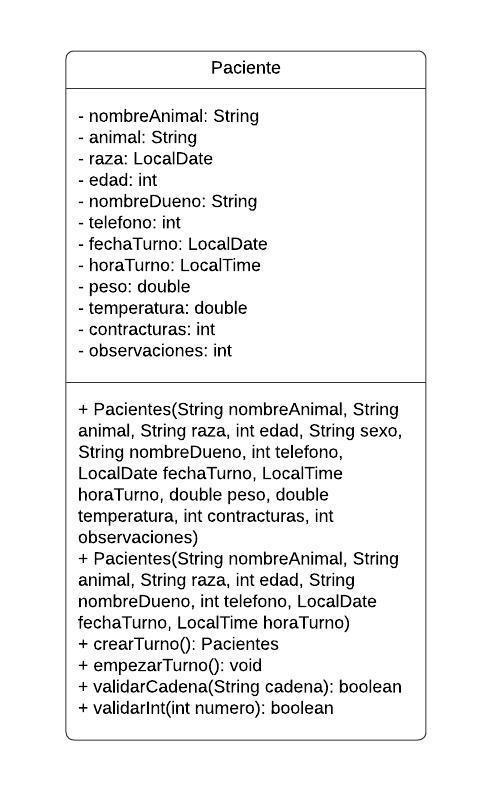 Paciente
- nombreAnimal: String
- animal: String
- raza: LocalDate
- edad: int
- nombreDueno: String
- telefono: int
- fechaTurno: LocalDate
- horaTurno: LocalTime
- peso: double
- temperatura: double
- contracturas: int
- observaciones: int
+ Pacientes(String nombreAnimal, String
animal, String raza, int edad, String sexo,
String nombreDueno, int telefono,
LocalDate fechaTurno, LocalTime
horaTurno, double peso, double
temperatura, int contracturas, int
observaciones)
+ Pacientes(String nombreAnimal, String
animal, String raza, int edad, String
nombreDueno, int telefono, LocalDate
fechaTurno, LocalTime horaTurno)
+ crearTurno(): Pacientes
+ empezarTurno(): void
+ validarCadena(String cadena): boolean
+ validarInt(int numero): boolean